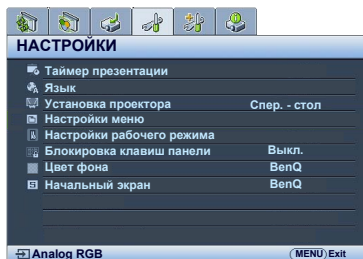 НАСТРОЙКИ
Таймер презентации
Язык
Установка проектора Спер. - стол
Настройки меню
Настройки рабочего режима
Блокировка клавиш панели Выкл.
Цвет фона BenQ
Начальный экран BenQ
Analog RGB MENU Exit